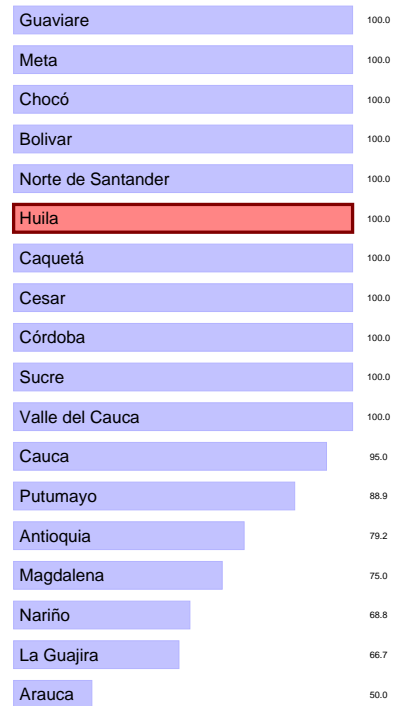 Guaviare 100.0
Meta 100.0
Chocó 100.0
Bolivar 100.0
Norte de Santander 100.0
Huila 100.0
Caquetá 100.0
Cesar 100.0
Córdoba 100.0
Sucre 100.0
Valle del Cauca 100.0
Cauca 95.0
Putumayo 88.9
Antioquia 79.2
Magdalena 75.0
Nariño 68.8
La Guajira 66.7
Arauca 50.0